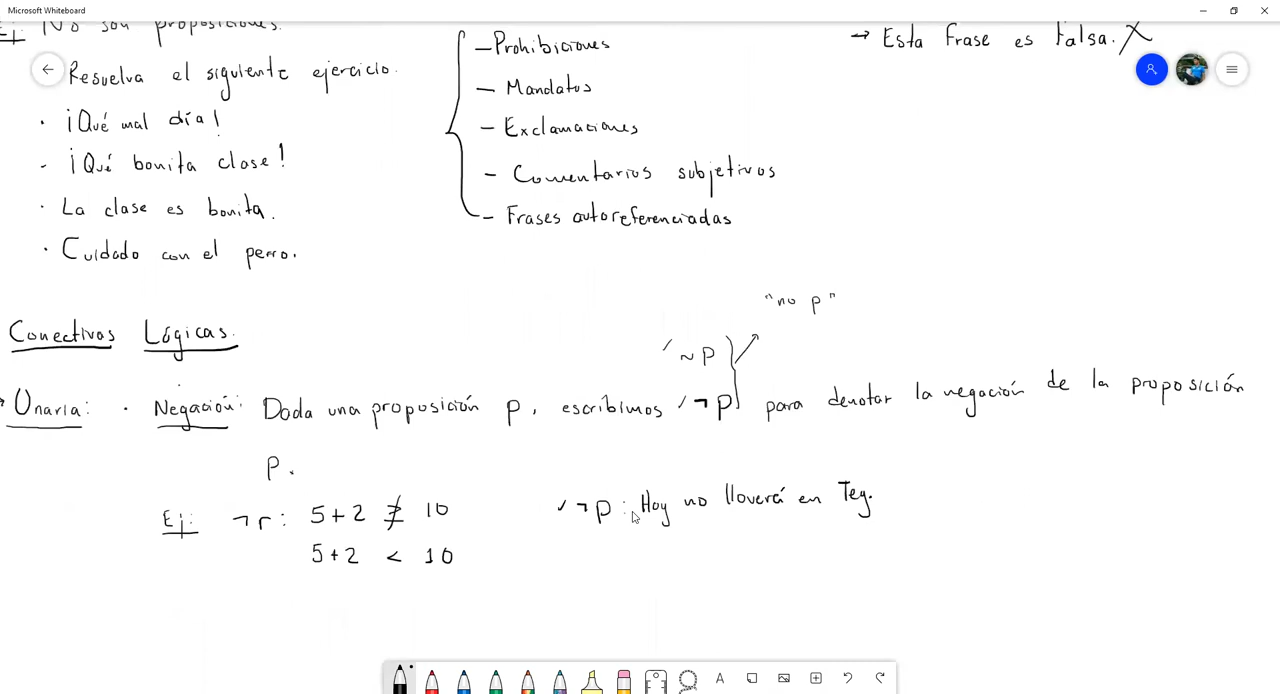 Microsoft Whiteboard
Ej: No son proposiciones.
Resuelva el siguiente ejercicio.
· ¡Qué mal día!
- ¡Qué bonita clase!
· La clase es bonita.
· Cuidado con el perro.
- Prohibiciones
- Mandatos
- Exclamaciones
- Comentarios subjetivos
- Frases autoreferenciadas
→ Esta Frase es Falsa. X
Conectivos Lógicas.
"no p"
~ p
→ Unaria: · Negación: Dada una proposición p, escribimos ¬ p para denotar la negación de la proposición
p.
Ej: ¬ r: 5+2 ≱ 10
5+2 < 10
¬ p: Hoy no lloverá en Teg.
A